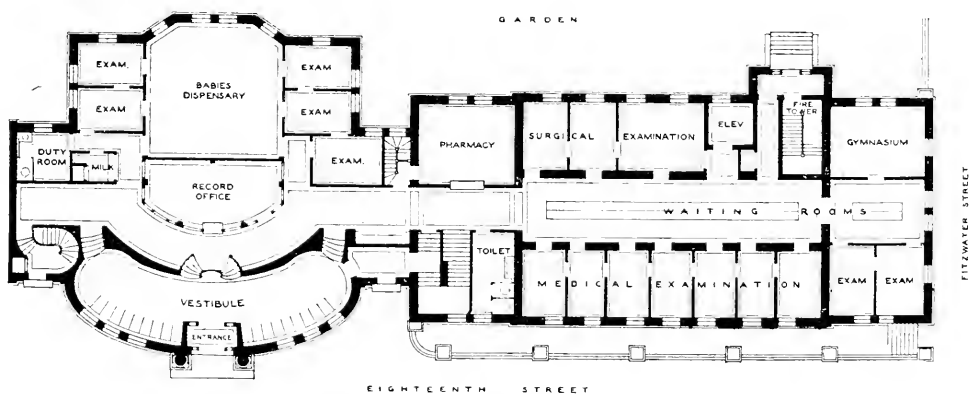 GARDEN
EXAM.
BABIES
DISPENSARY
EXAM
EXAM
EXAM
DUTY
ROOM
MILK
RECORD
OFFICE
EXAM.
PHARMACY
SURGICAL EXAMINATION
ELEV
FIRE
TOWER
GYMNASIUM
WAITING ROOMS
TOILET
MEDICAL EXAMINATION
EXAM
EXAM
VESTIBULE
ENTRANCE
FITZWATER STREET
EIGHTEENTH STREET